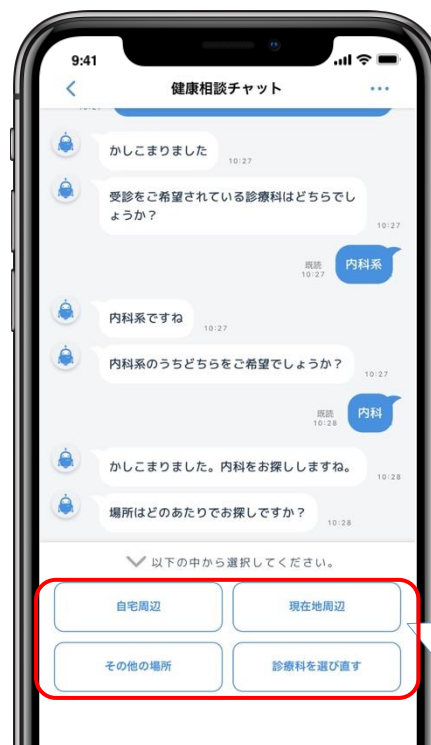 9:41
健康相談チャット
かしこまりました
10:27
受診をご希望されている診療科はどちらでし
ょうか？
10:27
内科系
既読
10:27
内科系ですね
10:27
内科系のうちどちらをご希望でしょうか？
10:27
内科
既読
10:28
かしこまりました。内科をお探ししますね。
10:28
場所はどのあたりでお探しですか？
10:28
以下の中から選択してください。
自宅周辺
現在地周辺
その他の場所
診療科を選び直す